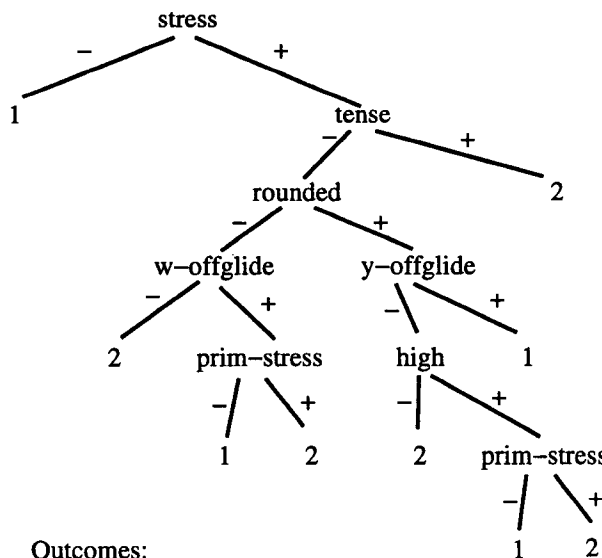 stress
− +
1 tense
− +
rounded 2
− +
w−offglide y−offglide
− + − +
2 prim−stress high 1
− + − +
1 2 2 prim−stress
− +
1 2
Outcomes: